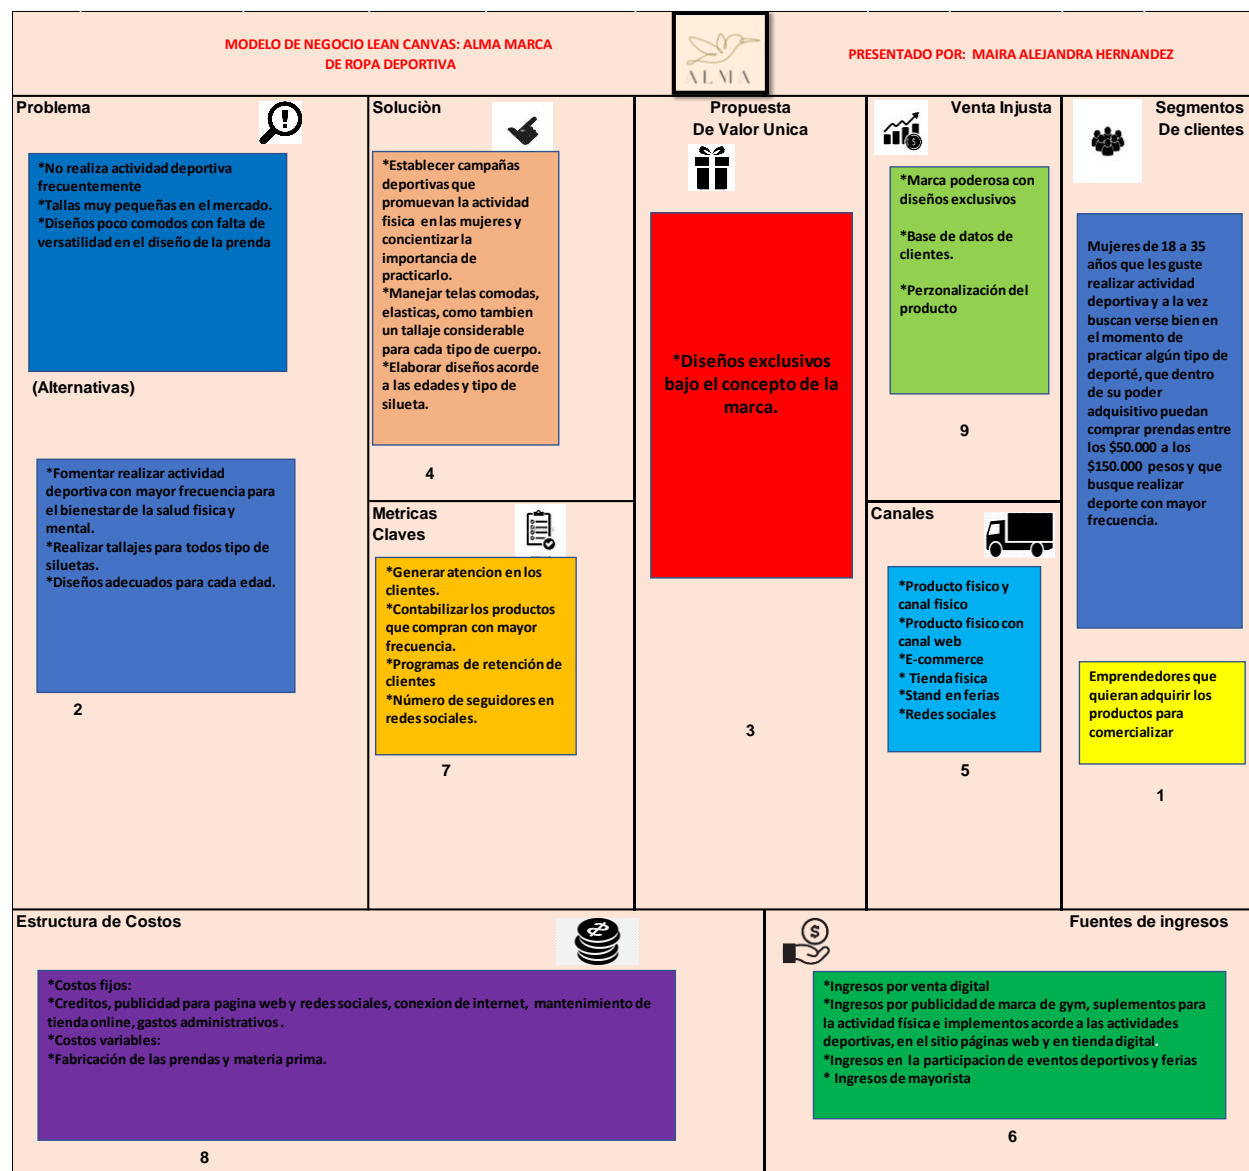 MODELO DE NEGOCIO LEAN CANVAS: ALMA MARCA
DE ROPA DEPORTIVA
ALMA
PRESENTADO POR:  MAIRA ALEJANDRA HERNANDEZ
Problema
*No realiza actividad deportiva
frecuentemente
*Tallas muy pequeñas en el mercado.
*Diseños poco comodos con falta de
versatilidad en el diseño de la prenda
(Alternativas)
*Fomentar realizar actividad
deportiva con mayor frecuencia para
el bienestar de la salud fisica y
mental.
*Realizar tallajes para todos tipo de
siluetas.
*Diseños adecuados para cada edad.
2
Soluciòn
*Establecer campañas
deportivas que
promuevan la actividad
fisica en las mujeres y
concientizar la
importancia de
practicarlo.
*Manejar telas comodas,
elasticas, como tambien
un tallaje considerable
para cada tipo de cuerpo.
*Elaborar diseños acorde
a las edades y tipo de
silueta.
4
Metricas
Claves
*Generar atencion en los
clientes.
*Contabilizar los productos
que compran con mayor
frecuencia.
*Programas de retención de
clientes
*Número de seguidores en
redes sociales.
7
Propuesta
De Valor Unica
*Diseños exclusivos
bajo el concepto de la
marca.
3
Venta Injusta
*Marca poderosa con
diseños exclusivos
*Base de datos de
clientes.
*Perzonalización del
producto
9
Canales
*Producto fisico y
canal fisico
*Producto fisico con
canal web
*E-commerce
* Tienda fisica
*Stand en ferias
*Redes sociales
5
Segmentos
De clientes
Mujeres de 18 a 35
años que les guste
realizar actividad
deportiva y a la vez
buscan verse bien en
el momento de
practicar algún tipo de
deporté, que dentro
de su poder
adquisitivo puedan
comprar prendas entre
los $50.000 a los
$150.000 pesos y que
busque realizar
deporte con mayor
frecuencia.
Emprendedores que
quieran adquirir los
productos para
comercializar
1
Estructura de Costos
*Costos fijos:
*Creditos, publicidad para pagina web y redes sociales, conexion de internet, mantenimiento de
tienda online, gastos administrativos.
*Costos variables:
*Fabricación de las prendas y materia prima.
8
Fuentes de ingresos
$
*Ingresos por venta digital
*Ingresos por publicidad de marca de gym, suplementos para
la actividad física e implementos acorde a las actividades
deportivas, en el sitio páginas web y en tienda digital.
*Ingresos en la participacion de eventos deportivos y ferias
* Ingresos de mayorista
6